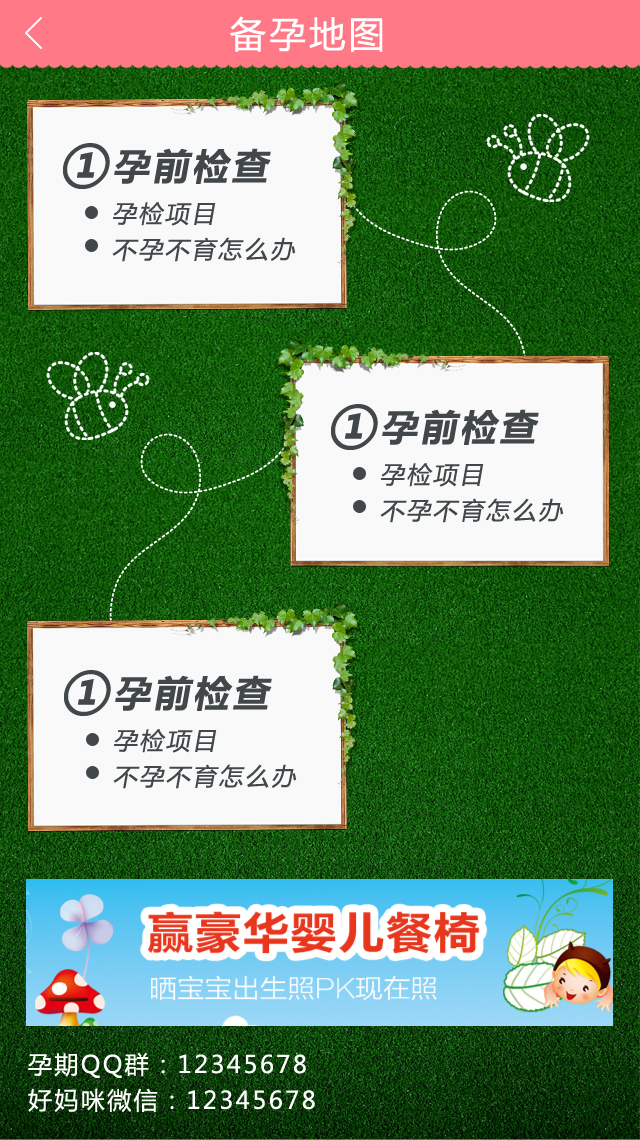 备孕地图
①孕前检查
孕检项目
不孕不育怎么办
①孕前检查
孕检项目
不孕不育怎么办
①孕前检查
孕检项目
不孕不育怎么办
赢豪华婴儿餐椅
晒宝宝出生照PK现在照
孕期QQ群：12345678
好妈咪微信：12345678